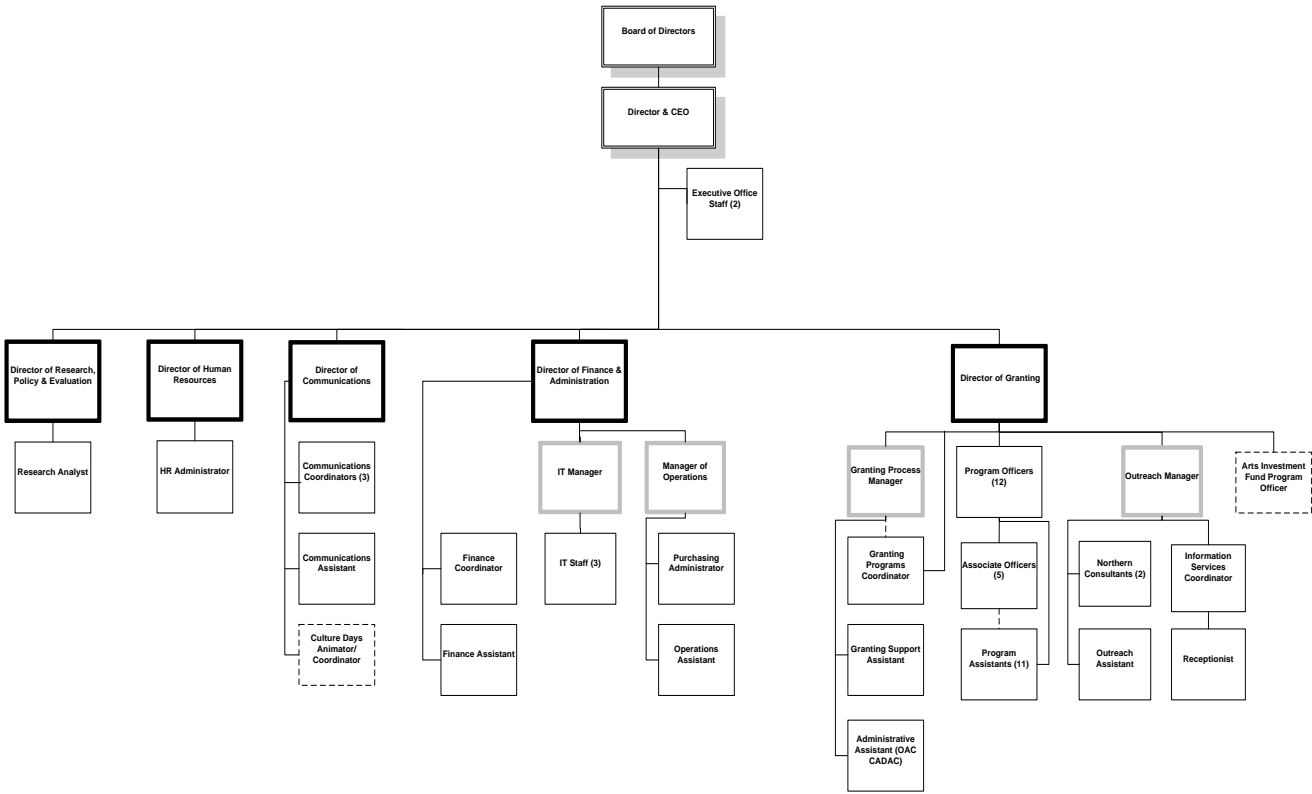 Board of Directors
Director & CEO
Executive Office
Staff (2)
Director of Research,
Policy & Evaluation
Director of Human
Resources
Director of
Communications
Director of Finance &
Administration
Director of Granting
Research Analyst
HR Administrator
Communications
Coordinators (3)
IT Manager
Manager of
Operations
Granting Process
Manager
Program Officers
(12)
Outreach Manager
Arts Investment
Fund Program
Officer
Communications
Assistant
Finance
Coordinator
IT Staff (3)
Purchasing
Administrator
Granting
Programs
Coordinator
Associate Officers
(5)
Northern
Consultants (2)
Information
Services
Coordinator
Culture Days
Animator/
Coordinator
Finance Assistant
Operations
Assistant
Granting Support
Assistant
Program
Assistants (11)
Outreach
Assistant
Receptionist
Administrative
Assistant (OAC
CADAC)